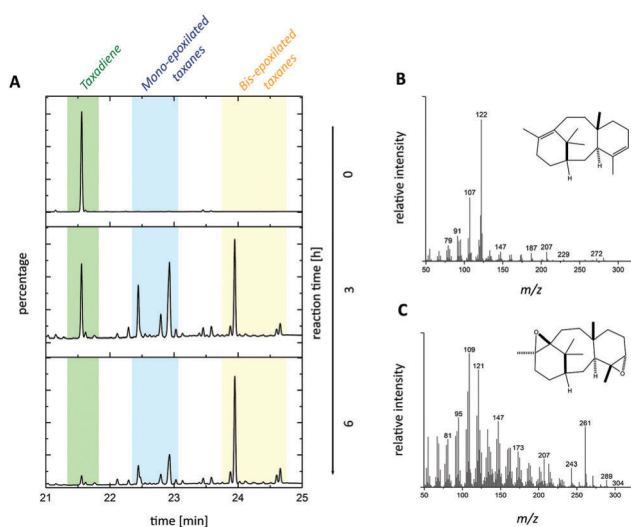 Taxadiene
Mono-epoxilated
taxanes
Bis-epoxilated
taxanes
A
percentage
0
3
6
reaction time [h]
21 22 23 24 25
time [min]
B
relative intensity
79 91 107 122 147 187 207 229 272
50 100 150 200 250 300
m/z
H
H
C
relative intensity
81 95 109 121 147 173 207 243 261 289 304
50 100 150 200 250 300
m/z
O
H
H
O